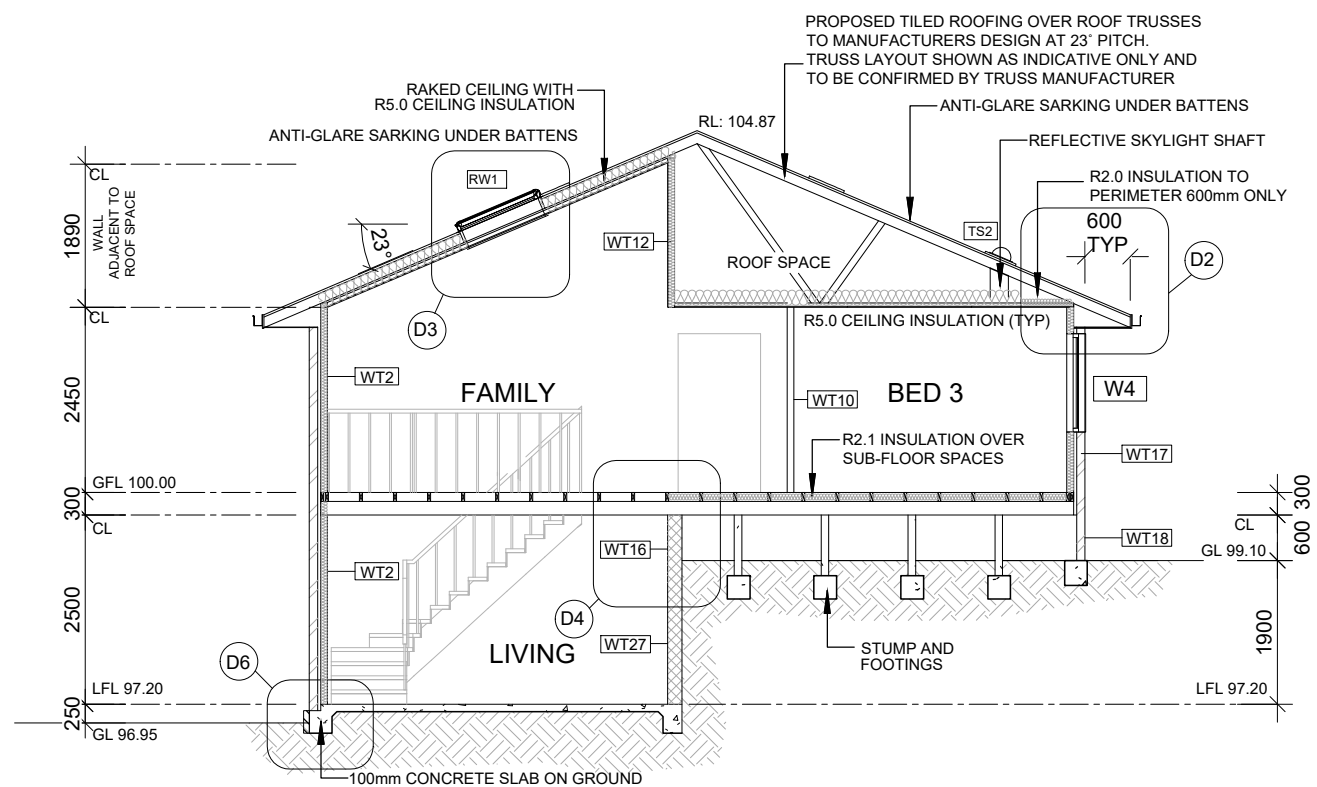 PROPOSED TILED ROOFING OVER ROOF TRUSSES
TO MANUFACTURERS DESIGN AT 23° PITCH.
TRUSS LAYOUT SHOWN AS INDICATIVE ONLY AND
TO BE CONFIRMED BY TRUSS MANUFACTURER
RAKED CEILING WITH
R5.0 CEILING INSULATION
ANTI-GLARE SARKING UNDER BATTENS
RL: 104.87
ANTI-GLARE SARKING UNDER BATTENS
REFLECTIVE SKYLIGHT SHAFT
R2.0 INSULATION TO
PERIMETER 600mm ONLY
CL
RW1
1890
WALL
ADJACENT TO
ROOF SPACE
23°
WT12
ROOF SPACE
TS2
600
TYP
D2
CL
D3
R5.0 CEILING INSULATION (TYP)
2450
WT2
FAMILY
WT10
BED 3
W4
R2.1 INSULATION OVER
SUB-FLOOR SPACES
WT17
GFL 100.00
300
300
CL
CL
600
WT16
WT18
GL 99.10
WT2
2500
D4
1900
LIVING
WT27
STUMP AND
FOOTINGS
D6
LFL 97.20
LFL 97.20
250
GL 96.95
100mm CONCRETE SLAB ON GROUND